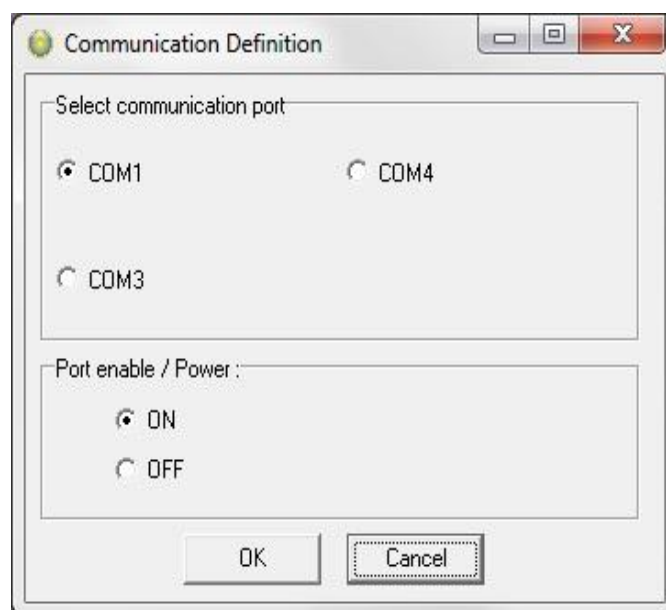 Communication Definition
Select communication port
COM1 COM4
COM3
Port enable / Power :
ON
OFF
OK Cancel